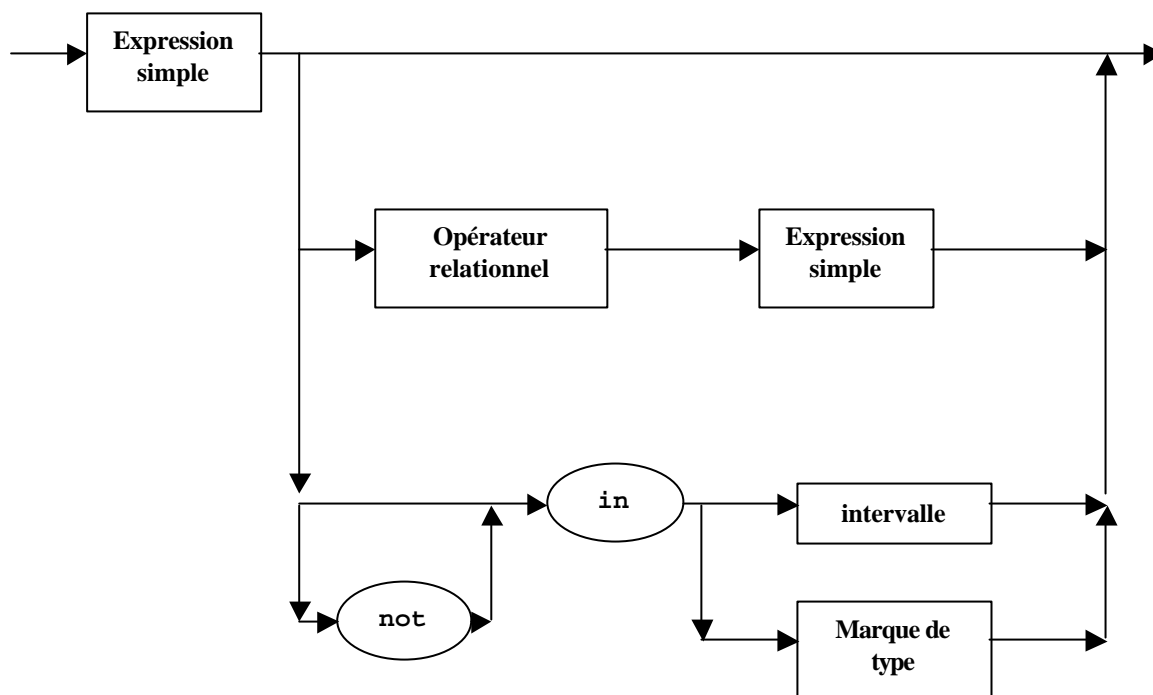 Expression
simple
Opérateur
relationnel
Expression
simple
in
intervalle
not
Marque de
type